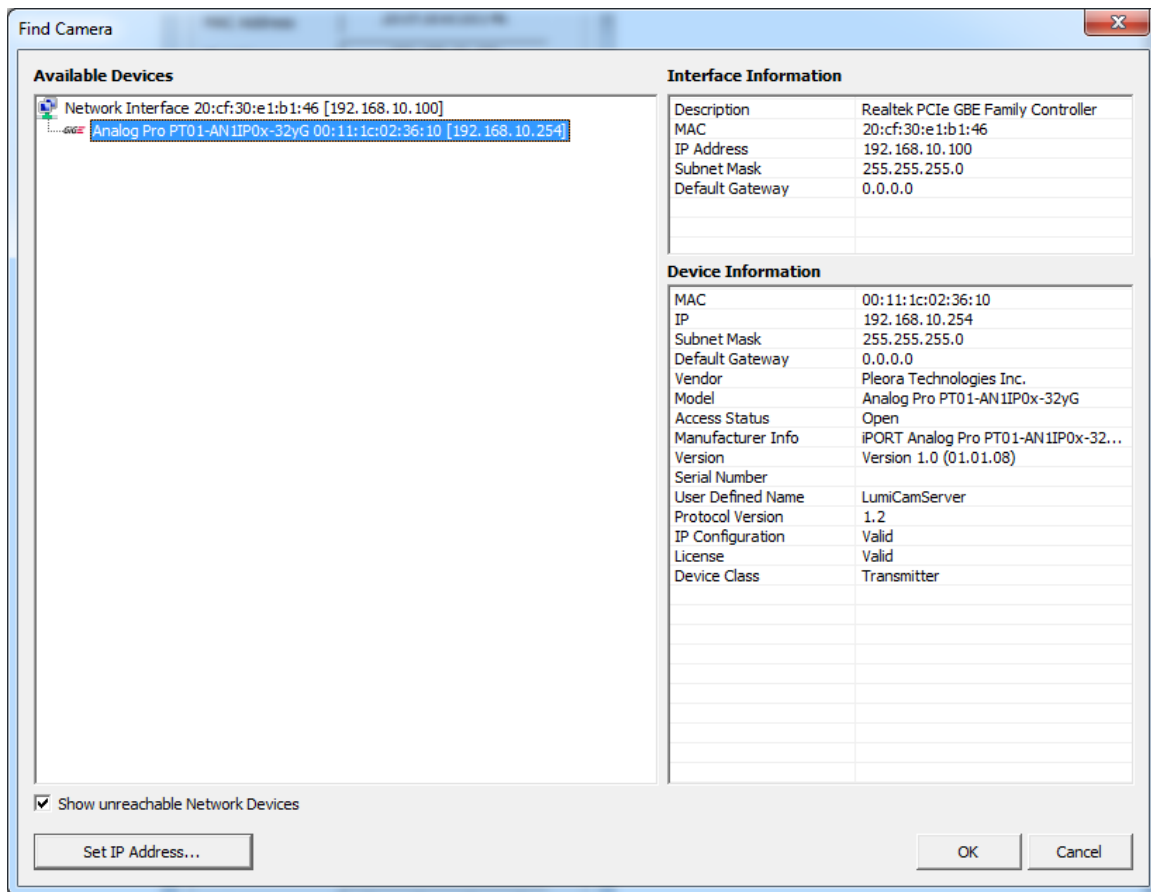 Find Camera
Available Devices
Network Interface 20:cf:30:e1:b1:46 [192.168.10.100]
GIGE Analog Pro PT01-AN1IP0x-32yG 00:11:1c:02:36:10 [192.168.10.254]
Interface Information
Description Realtek PCIe GBE Family Controller
MAC 20:cf:30:e1:b1:46
IP Address 192.168.10.100
Subnet Mask 255.255.255.0
Default Gateway 0.0.0.0
Device Information
MAC 00:11:1c:02:36:10
IP 192.168.10.254
Subnet Mask 255.255.255.0
Default Gateway 0.0.0.0
Vendor Pleora Technologies Inc.
Model Analog Pro PT01-AN1IP0x-32yG
Access Status Open
Manufacturer Info iPORT Analog Pro PT01-AN1IP0x-32...
Version Version 1.0 (01.01.08)
Serial Number
User Defined Name LumiCamServer
Protocol Version 1.2
IP Configuration Valid
License Valid
Device Class Transmitter
Show unreachable Network Devices
Set IP Address...
OK Cancel